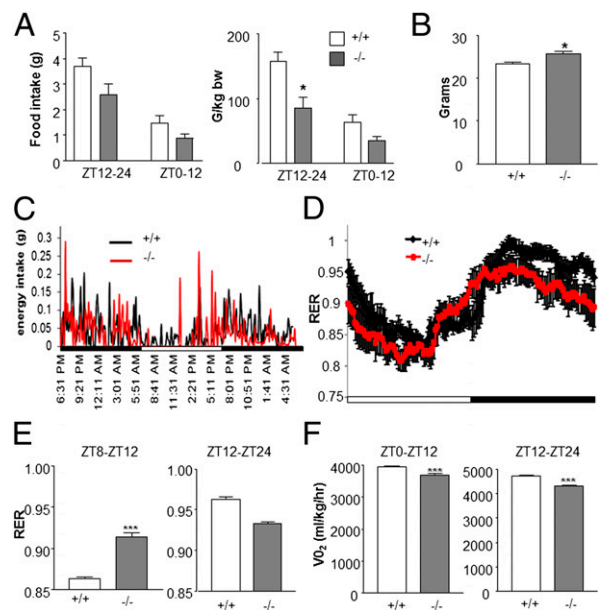 A
Food intake (g)
5
4
3
2
1
0
ZT12-24 ZT0-12
G/kg bw
200
100
0
ZT12-24 ZT0-12
+/+
-/-
*
B
Grams
30
20
10
0
*
+/+ -/-
C
energy intake (g)
0.3
0.25
0.2
0.15
0.1
0.05
0
+/+
-/-
6:31 PM
9:21 PM
12:11 AM
3:01 AM
5:51 AM
8:41 AM
11:31 AM
2:21 PM
5:11 PM
8:01 PM
10:51 PM
1:41 AM
4:31 AM
D
RER
1
0.95
0.9
0.85
0.8
0.75
+/+
-/-
E
ZT8-ZT12
RER
1.00
0.95
0.90
0.85
***
+/+ -/-
ZT12-ZT24
1.00
0.95
0.90
0.85
+/+ -/-
F
ZT0-ZT12
V0₂ (ml/kg/hr)
4000
3000
2000
1000
0
***
+/+ -/-
ZT12-ZT24
5000
4000
3000
2000
1000
0
***
+/+ -/-